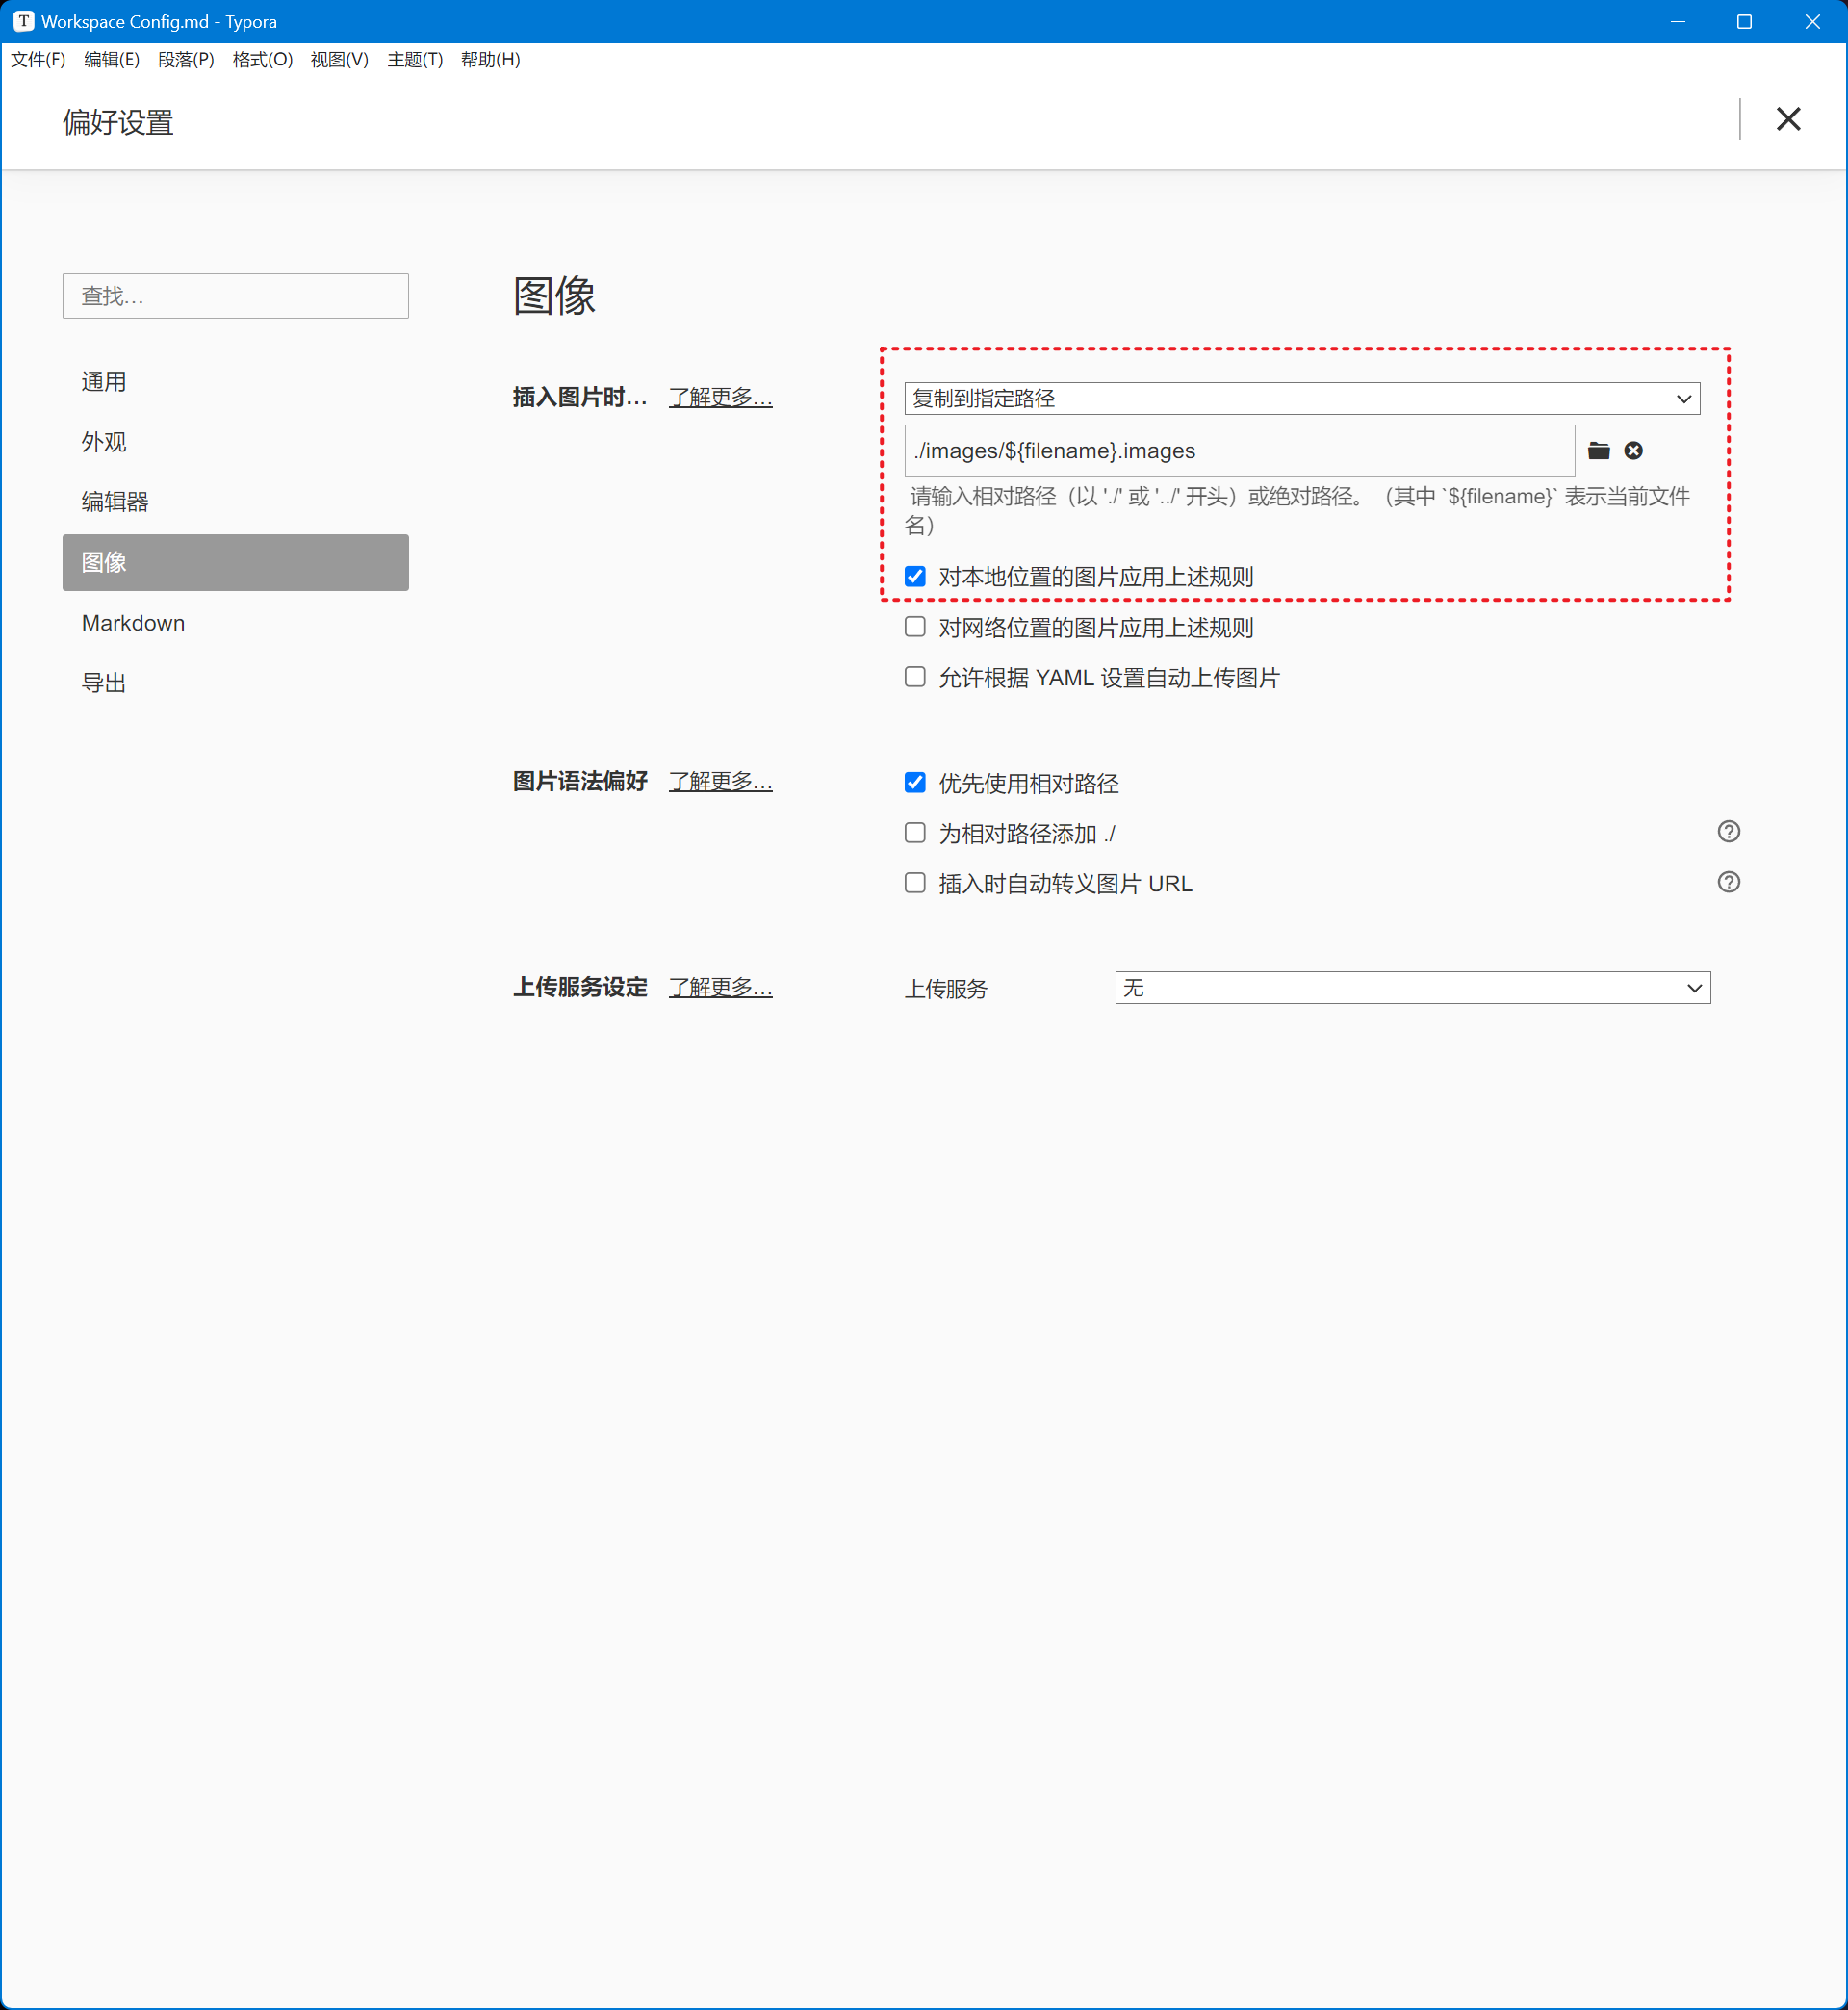 Workspace Config.md - Typora
文件(F) 编辑(E) 段落(P) 格式(O) 视图(V) 主题(T) 帮助(H)
偏好设置
查找...
通用
外观
编辑器
图像
Markdown
导出
图像
插入图片时... 了解更多...
复制到指定路径
./images/${filename}.images
请输入相对路径（以 './' 或 '../' 开头）或绝对路径。（其中 `${filename}` 表示当前文件
名）
对本地位置的图片应用上述规则
对网络位置的图片应用上述规则
允许根据 YAML 设置自动上传图片
图片语法偏好 了解更多...
优先使用相对路径
为相对路径添加 ./
插入时自动转义图片 URL
上传服务设定 了解更多...
上传服务 无